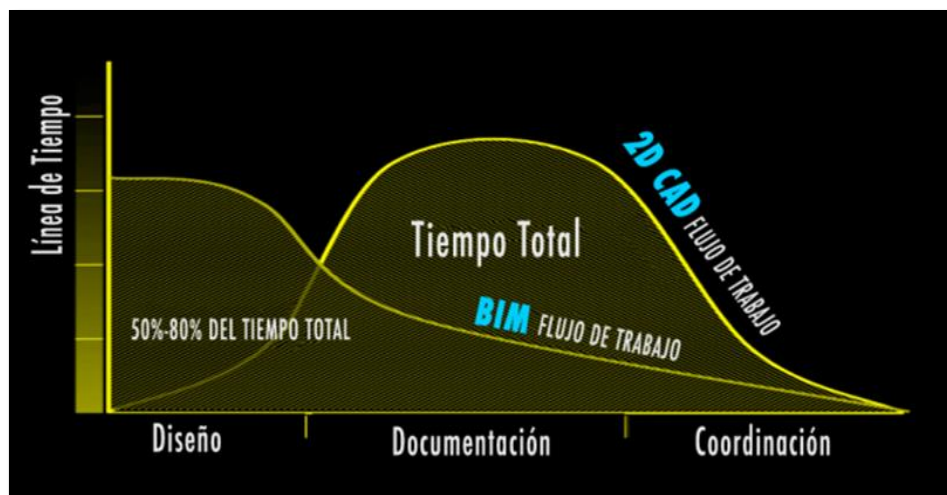 Línea de Tiempo
2D CAD FLUJO DE TRABAJO
Tiempo Total
BIM FLUJO DE TRABAJO
50%-80% DEL TIEMPO TOTAL
Diseño
Documentación
Coordinación